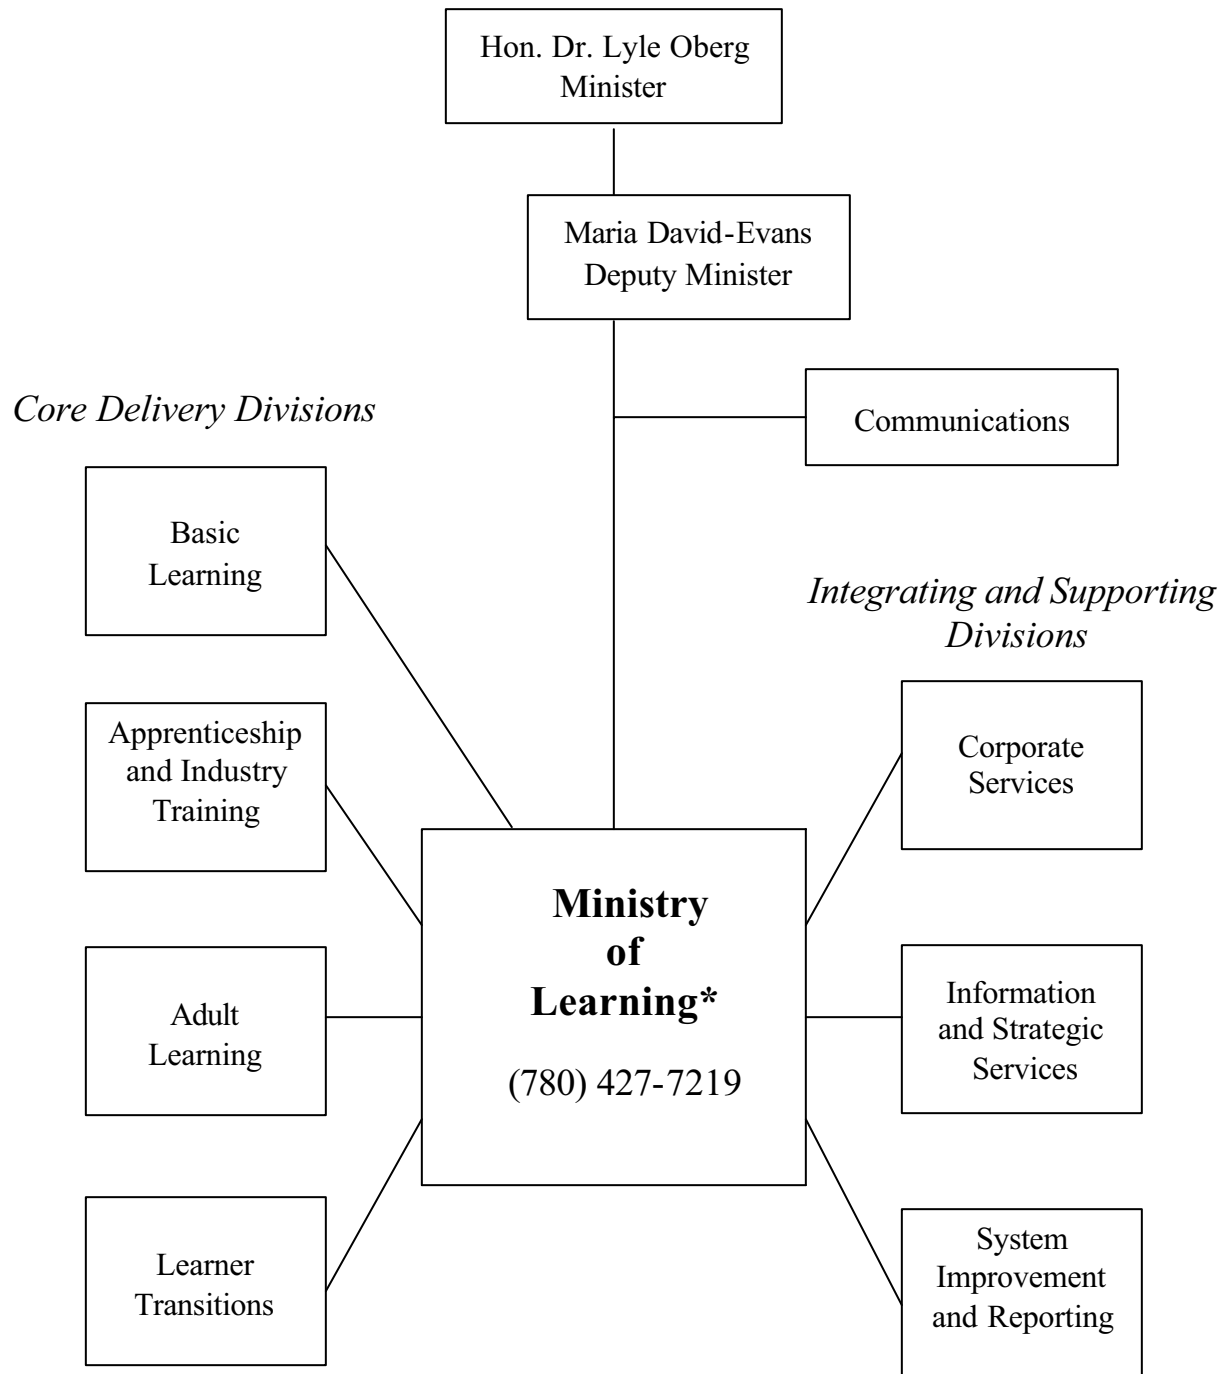 Hon. Dr. Lyle Oberg
Minister
Maria David-Evans
Deputy Minister
Communications
Core Delivery Divisions
Basic
Learning
Apprenticeship
and Industry
Training
Adult
Learning
Learner
Transitions
Ministry
of
Learning*
(780) 427-7219
Integrating and Supporting
Divisions
Corporate
Services
Information
and Strategic
Services
System
Improvement
and Reporting